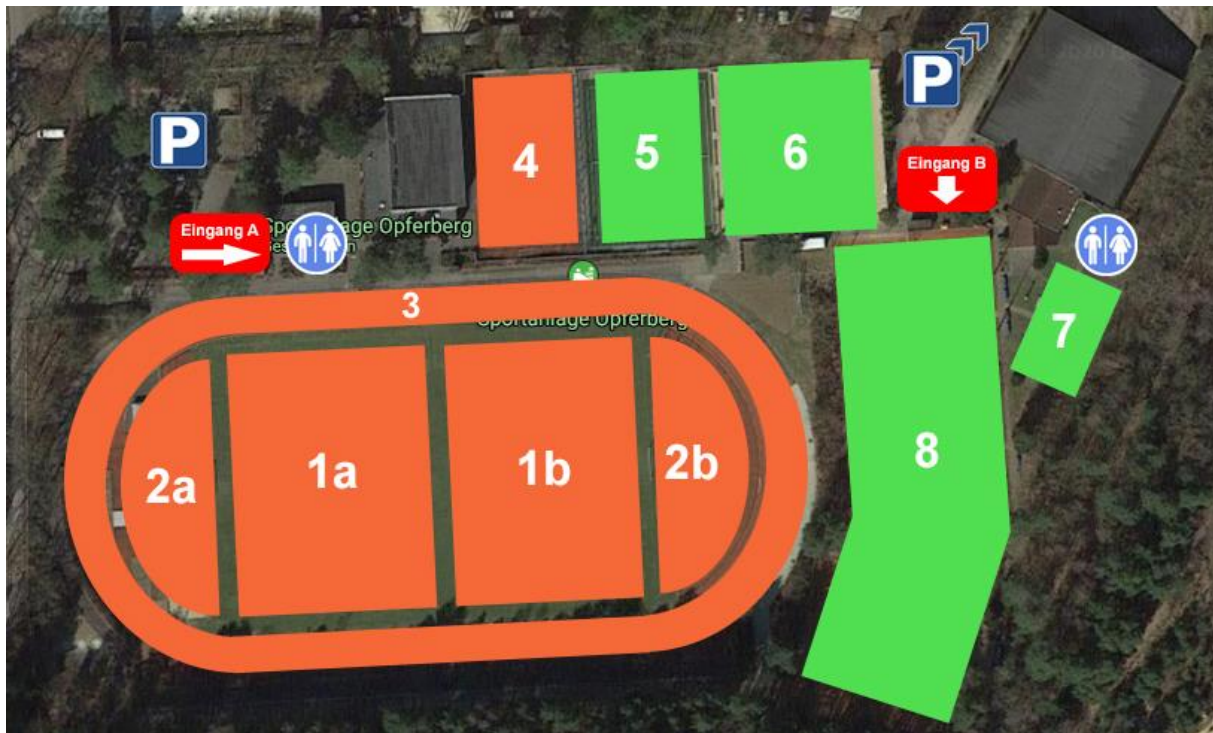 P
P
4
5
6
Eingang B
Eingang A
Sportanlage Opferberg
3
Sportanlage Opferberg
7
8
2a
1a
1b
2b